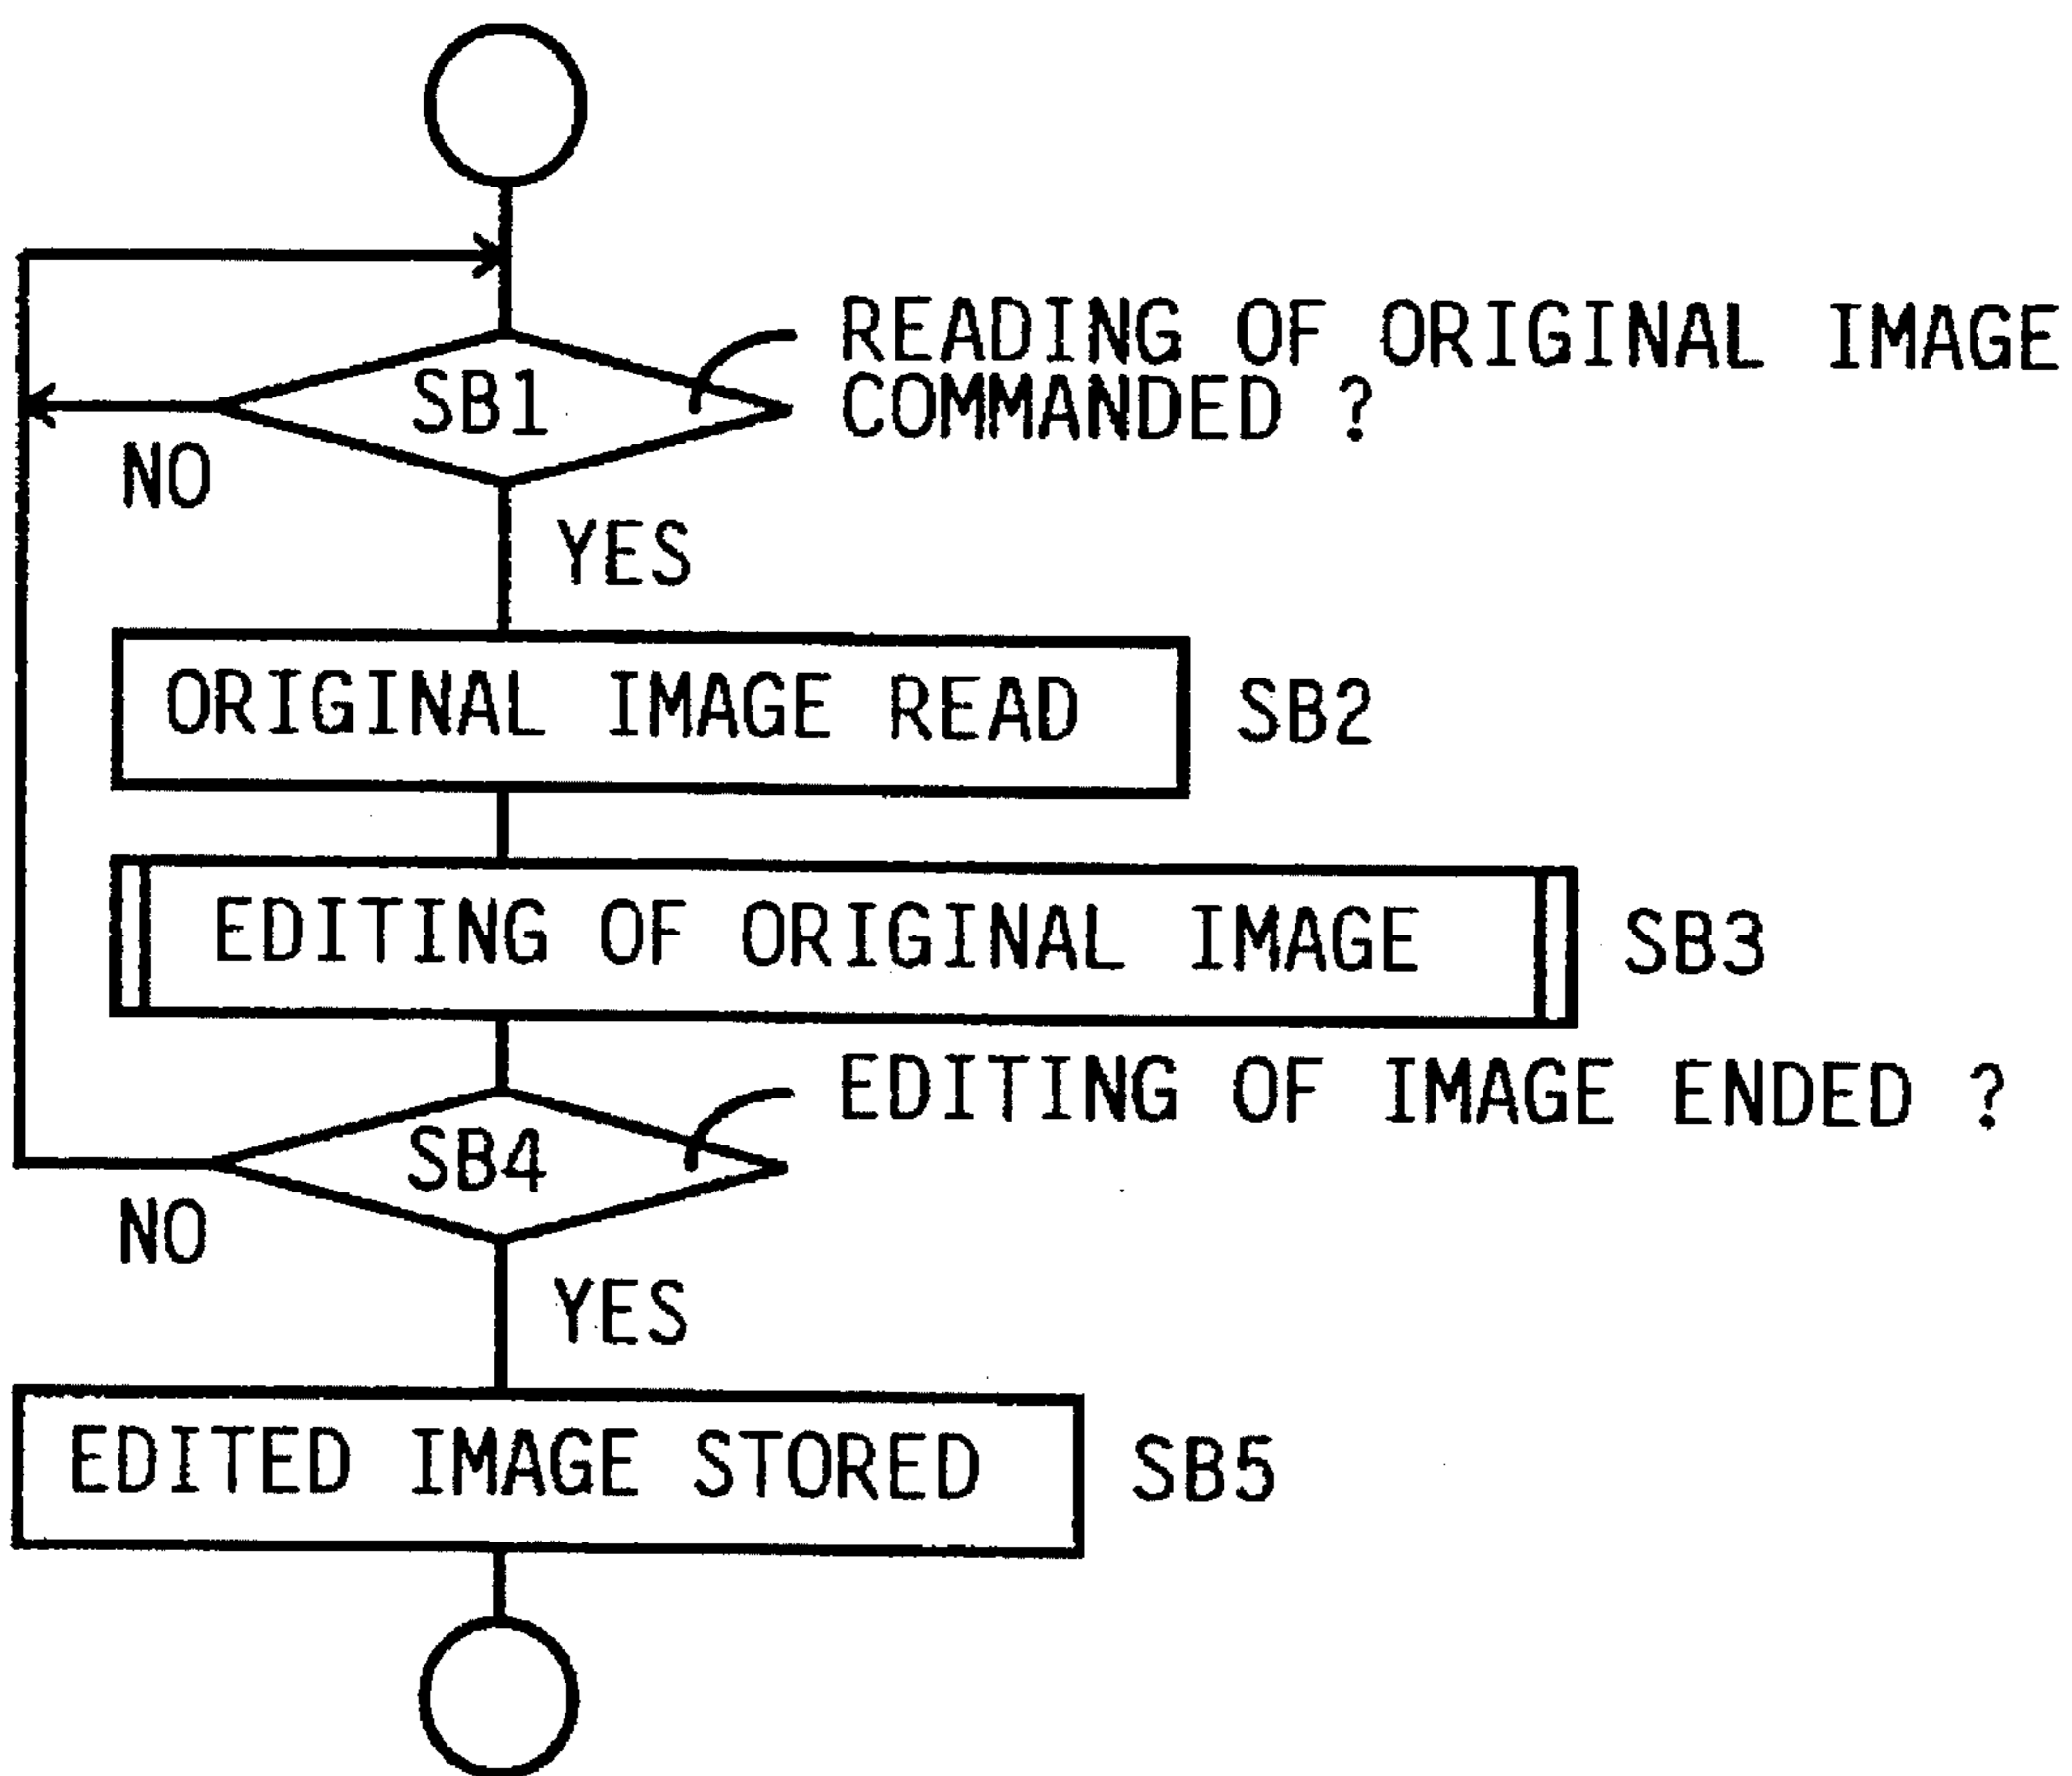 READING OF ORIGINAL IMAGE
COMMANDED ?
SB1
NO
YES
ORIGINAL IMAGE READ
SB2
EDITING OF ORIGINAL IMAGE
SB3
EDITING OF IMAGE ENDED ?
SB4
NO
YES
EDITED IMAGE STORED
SB5